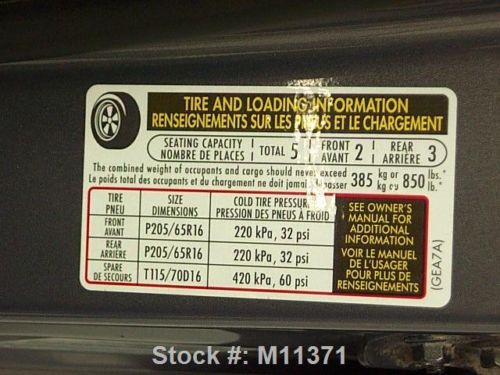 TIRE AND LOADING INFORMATION
RENSEIGNEMENTS SUR LES PNEUS ET LE CHARGEMENT
SEATING CAPACITY
NOMBRE DE PLACES
TOTAL 5
FRONT
AVANT 2
REAR
ARRIÈRE 3
The combined weight of occupants and cargo should never exceed
Le poids total des occupants et du chargement ne doit jamais dépasser
385 kg or kg ou 850 lb.
TIRE
PNEU
SIZE
DIMENSIONS
COLD TIRE PRESSURE
PRESSION DES PNEUS A FROID
FRONT
AVANT
P205/65R16
220 kPa, 32 psi
REAR
ARRIÈRE
P205/65R16
220 kPa, 32 psi
SPARE
DE SECOURS
T115/70D16
420 kPa, 60 psi
SEE OWNER'S
MANUAL FOR
ADDITIONAL
INFORMATION
VOIR LE MANUEL
DE L'USAGER
POUR PLUS DE
RENSEIGNEMENTS
(GEA7A)
Stock #: M11371